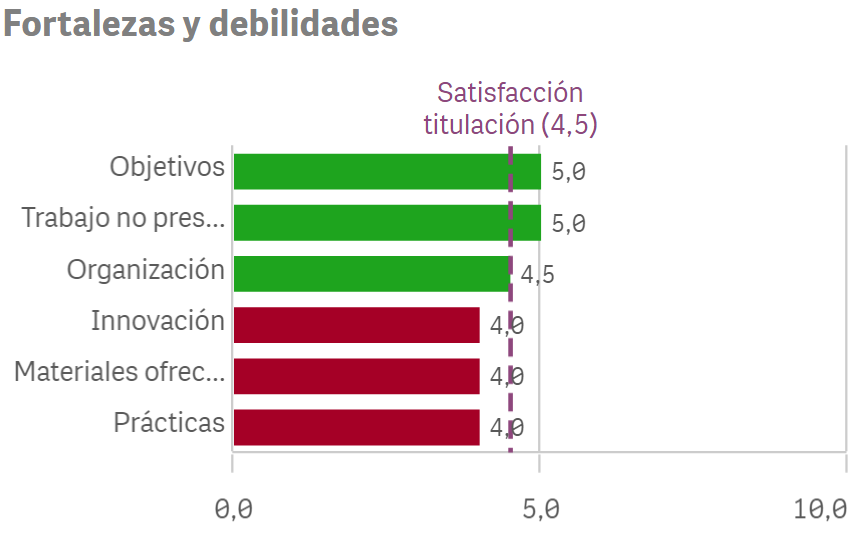 Fortalezas y debilidades
Satisfacción
titulación (4,5)
Objetivos 5,0
Trabajo no pres... 5,0
Organización 4,5
Innovación 4,0
Materiales ofrec... 4,0
Prácticas 4,0
0,0 5,0 10,0